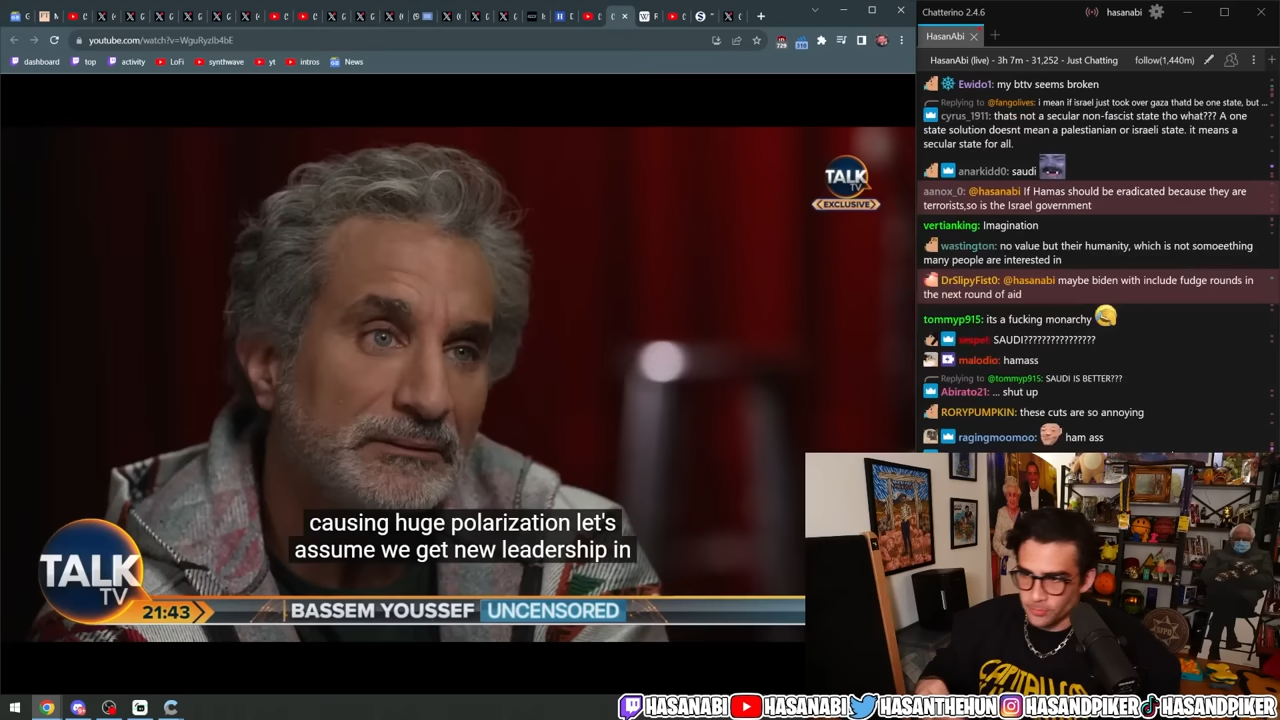 youtube.com/watch?v=WguRyzIb4bE
dashboard
top
activity
LoFi
synthwave
yt
intros
News
729
310
TALK
TV
EXCLUSIVE
causing huge polarization let's
assume we get new leadership in
TALK
TV
21:43
BASSEM YOUSSEF UNCENSORED
Chatterino 2.4.6
hasanabi
HasanAbi
HasanAbi (live) - 3h 7m - 31,252 - Just Chatting
follow(1,440m)
Ewido1: my bttv seems broken
Replying to @fangolives: i mean if israel just took over gaza thatd be one state, but ...
cyrus_1911: thats not a secular non-fascist state tho what??? A one
state solution doesnt mean a palestianian or israeli state. it means a
secular state for all.
anarkidd0: saudi
aanox_0: @hasanabi If Hamas should be eradicated because they are
terrorists,so is the Israel government
vertianking: Imagination
wastington: no value but their humanity, which is not somoeething
many people are interested in
DrSlipyFist0: @hasanabi maybe biden with include fudge rounds in
the next round of aid
tommyp915: its a fucking monarchy
SAUDI????????????????
malodio: hamass
Replying to @tommyp915: SAUDI IS BETTER???
Abirato21: ... shut up
RORYPUMPKIN: these cuts are so annoying
ragingmoomoo: ham ass
CAPITALISM
HASANABI
HASANABI
HASANTHEHUN
HASANDPIKER
HASANDPIKER